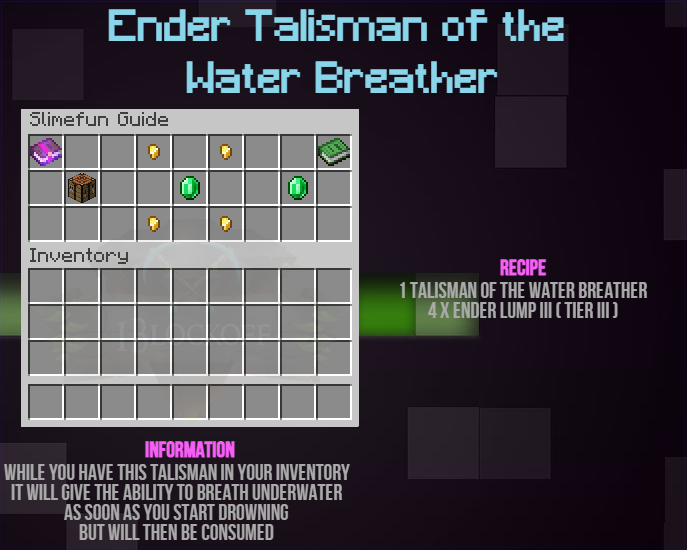 Ender Talisman of the
Water Breather
Slimefun Guide
Inventory
IBLOCKOFF
RECIPE
1 TALISMAN OF THE WATER BREATHER
4 X ENDER LUMP III ( TIER III )
INFORMATION
WHILE YOU HAVE THIS TALISMAN IN YOUR INVENTORY
IT WILL GIVE THE ABILITY TO BREATH UNDERWATER
AS SOON AS YOU START DROWNING
BUT WILL THEN BE CONSUMED